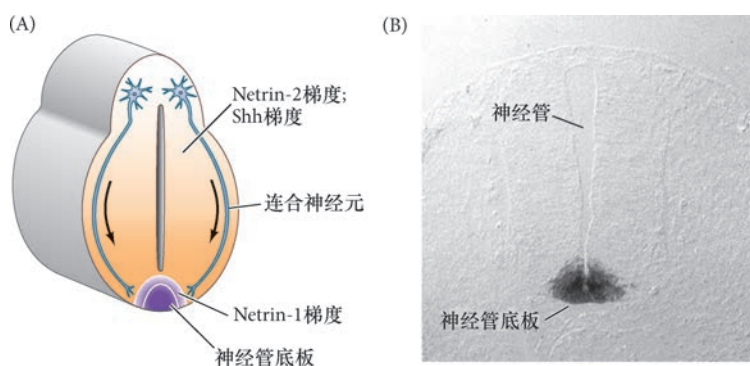 (A)
Netrin-2梯度;
Shh梯度
连合神经元
Netrin-1梯度
神经管底板
(B)
神经管
神经管底板